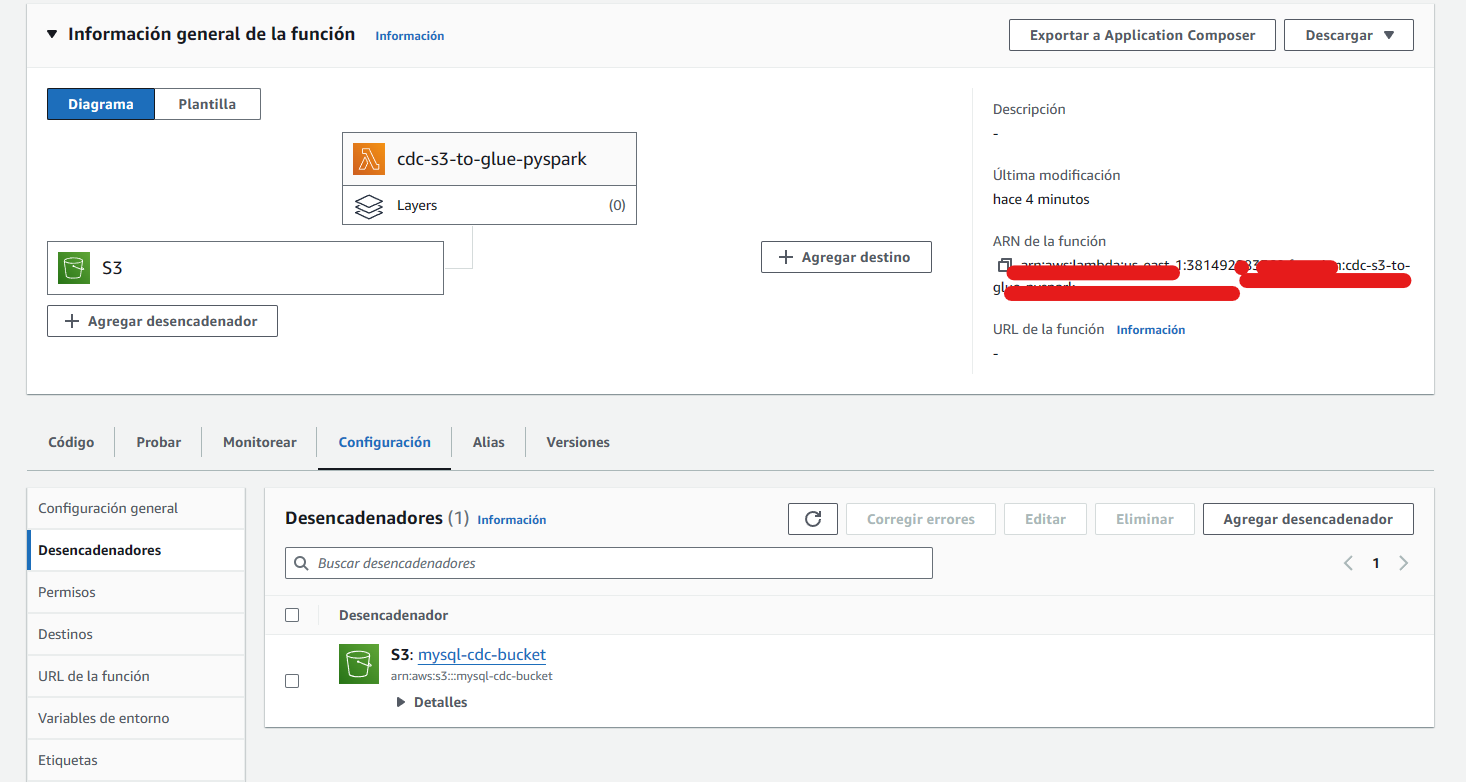 Información general de la función Información
Exportar a Application Composer
Descargar
Diagrama
Plantilla
cdc-s3-to-glue-pyspark
Layers
(0)
S3
Agregar desencadenador
Agregar destino
Descripción
-
Última modificación
hace 4 minutos
ARN de la función
:cdc-s3-to-
URL de la función Información
-
Código
Probar
Monitorear
Configuración
Alias
Versiones
Configuración general
Desencadenadores
Permisos
Destinos
URL de la función
Variables de entorno
Etiquetas
Desencadenadores (1) Información
Corregir errores
Editar
Eliminar
Agregar desencadenador
Buscar desencadenadores
1
Desencadenador
S3: mysql-cdc-bucket
arn:aws:s3:::mysql-cdc-bucket
Detalles